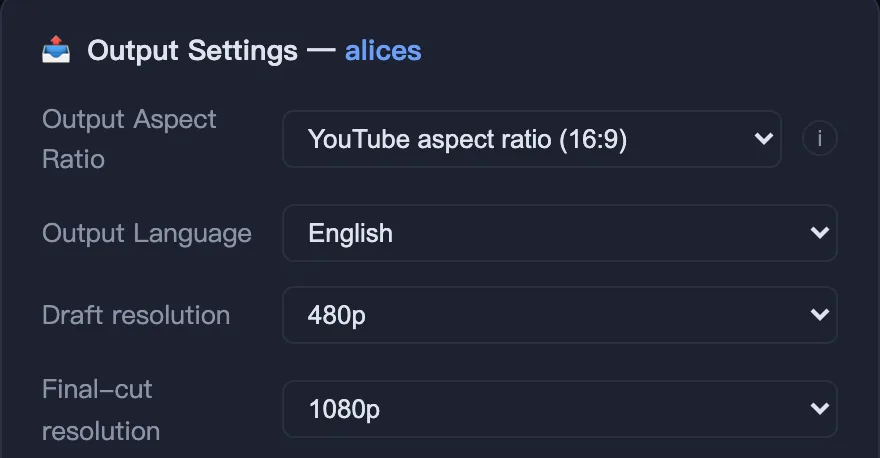 Output Settings — alices
Output Aspect
Ratio
YouTube aspect ratio (16:9)
i
Output Language
English
Draft resolution
480p
Final-cut
resolution
1080p